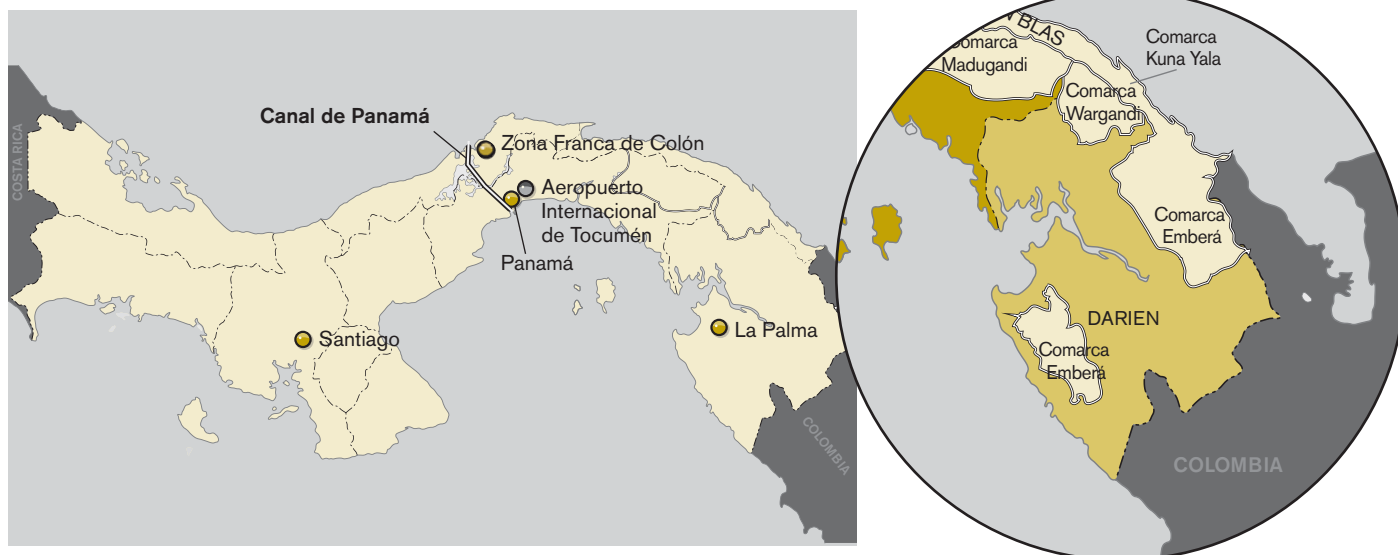 COSTA RICA
Canal de Panamá
Zona Franca de Colón
Aeropuerto
Internacional
de Tocumén
Panamá
Santiago
La Palma
COLOMBIA
BLAS
Comarca
Kuna Yala
Comarca
Madugandi
Comarca
Wargandi
Comarca
Emberá
DARIEN
Comarca
Emberá
COLOMBIA